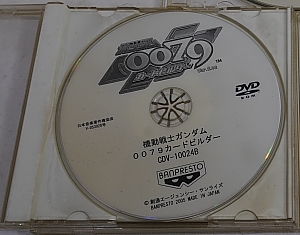 0079
TM
DVD
機動戦士ガンダム
0079カードビルダー
CDV-10024B
BANPRESTO
© 創通エージェンシー・サンライズ
BANPRESTO 2005 MADE IN JAPAN